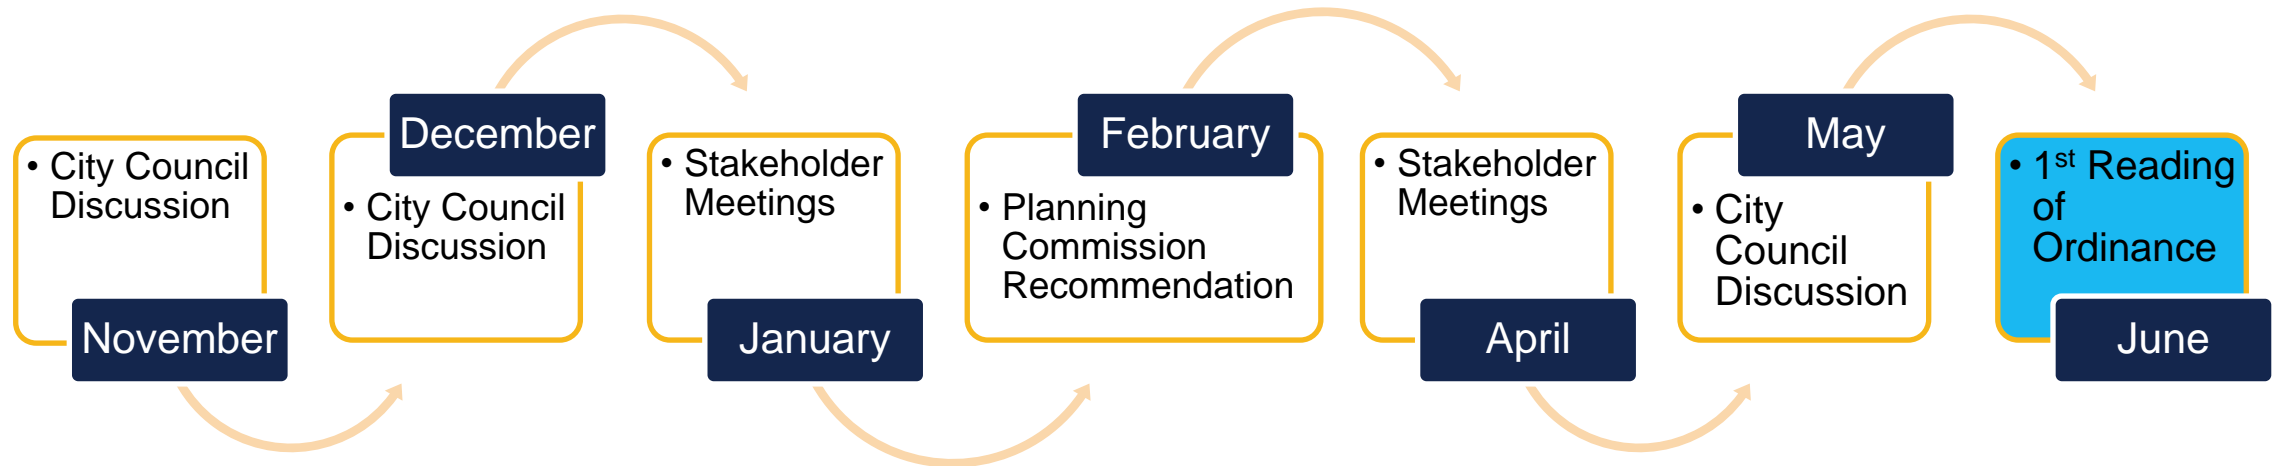 • City Council
Discussion
November
December
• City Council
Discussion
• Stakeholder
Meetings
January
February
• Planning
Commission
Recommendation
• Stakeholder
Meetings
April
May
• City
Council
Discussion
• 1st Reading
of
Ordinance
June